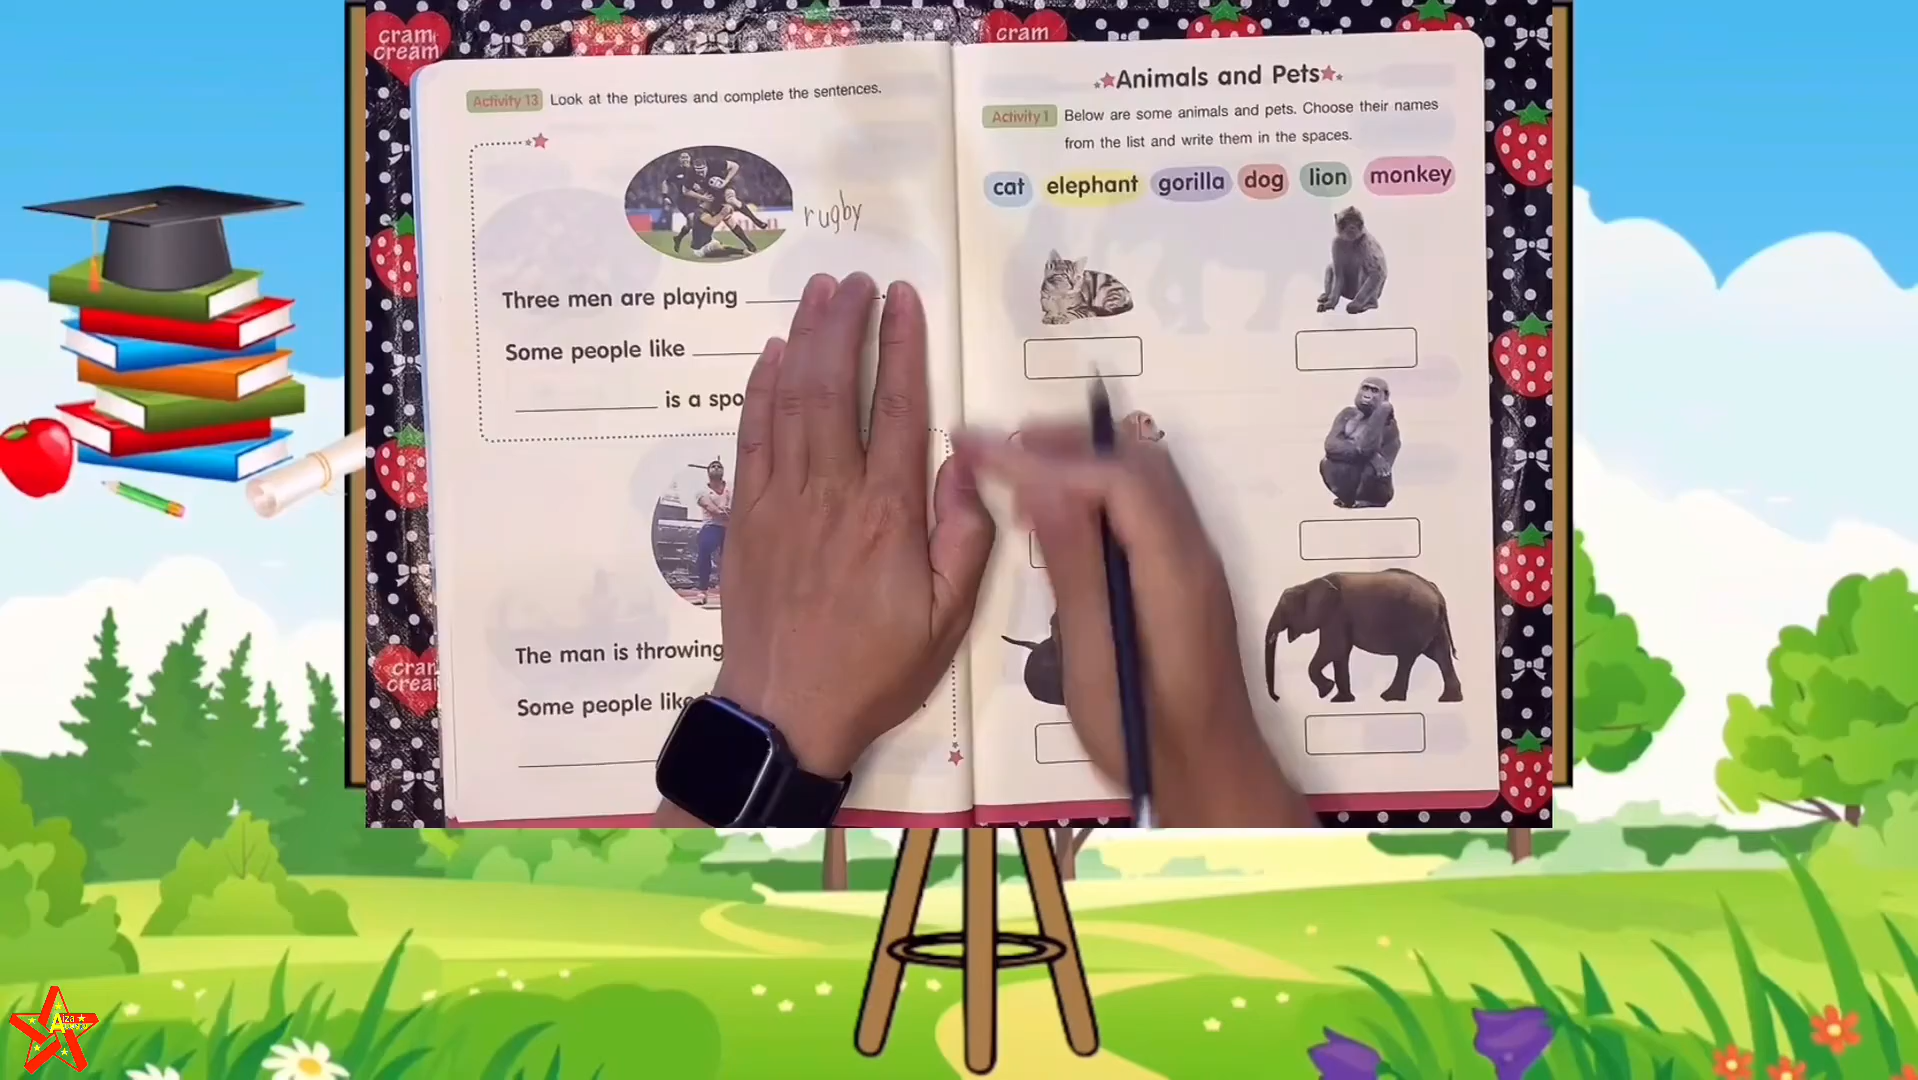 cram
cream
cram
Activity 13 Look at the pictures and complete the sentences.
rugby
Three men are playing
Some people like
is a spo
The man is throwing
Some people like
Animals and Pets
Activity 1 Below are some animals and pets. Choose their names
from the list and write them in the spaces.
cat elephant gorilla dog lion monkey
Aiza